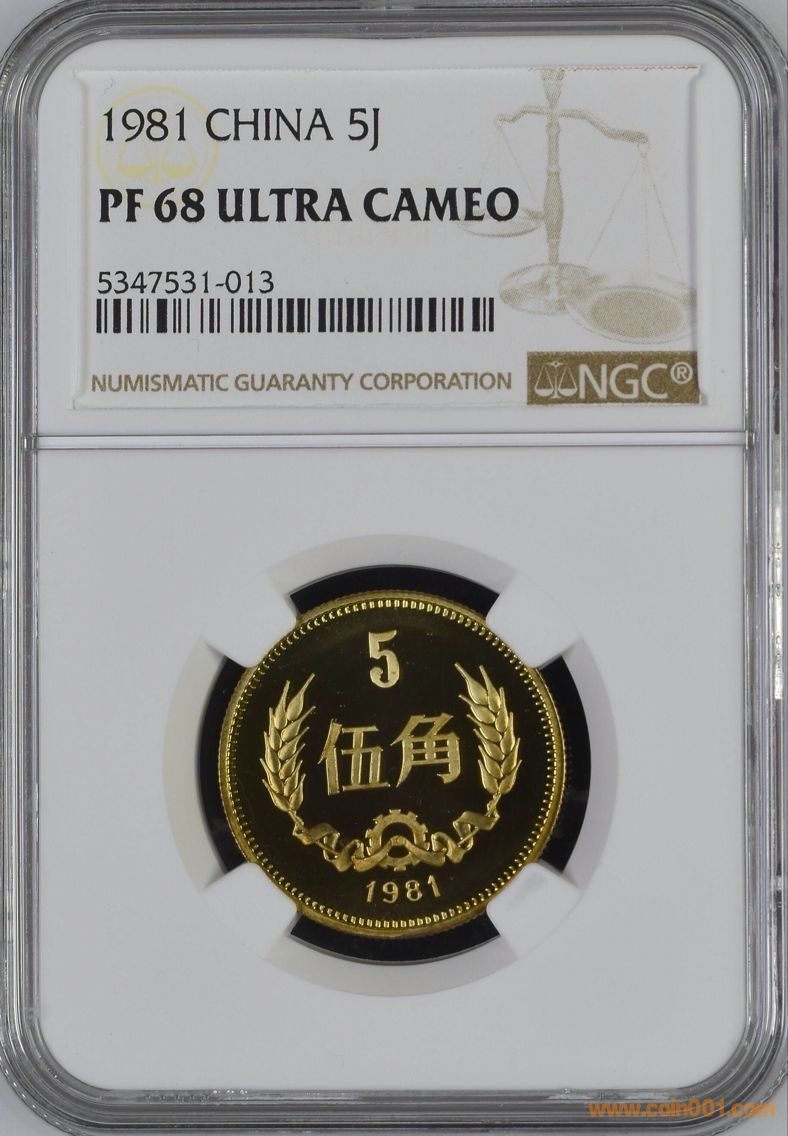 1981 CHINA 5J
PF 68 ULTRA CAMEO
5347531-013
NUMISMATIC GUARANTY CORPORATION
NGC®
5
伍角
1981
www.coin001.com